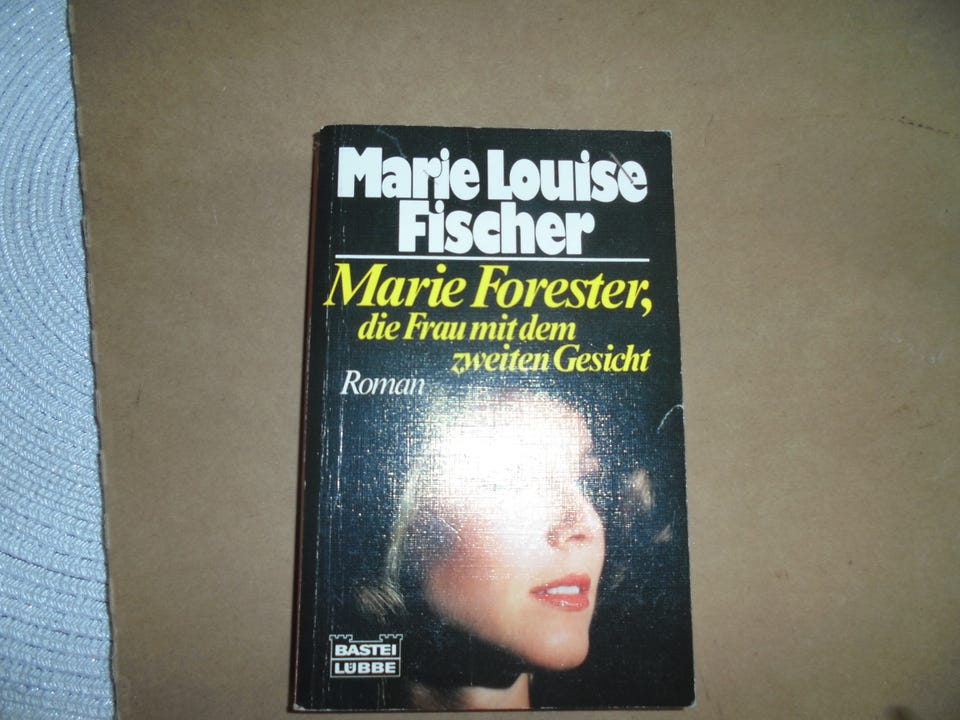 Marie Louise
Fischer
Marie Forester,
die Frau mit dem
zweiten Gesicht
Roman
BASTEI
LÜBBE